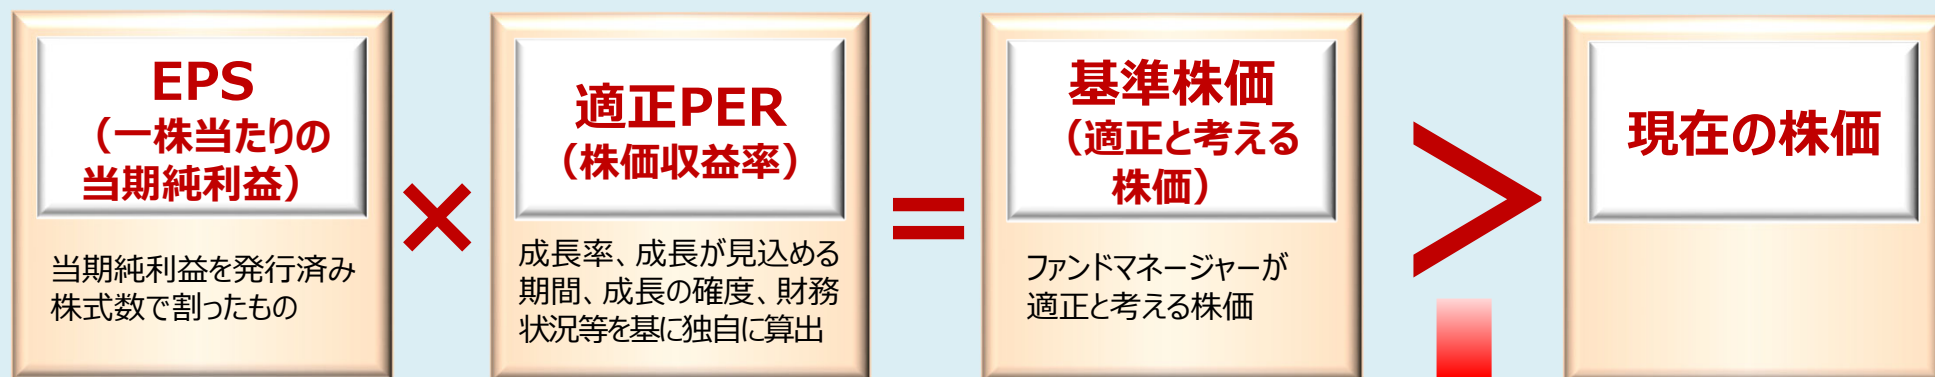 EPS
（一株当たりの
当期純利益）
当期純利益を発行済み
株式数で割ったもの
×
適正PER
（株価収益率）
成長率、成長が見込める
期間、成長の確度、財務
状況等を基に独自に算出
=
基準株価
（適正と考える
株価）
ファンドマネージャーが
適正と考える株価
＞
現在の株価